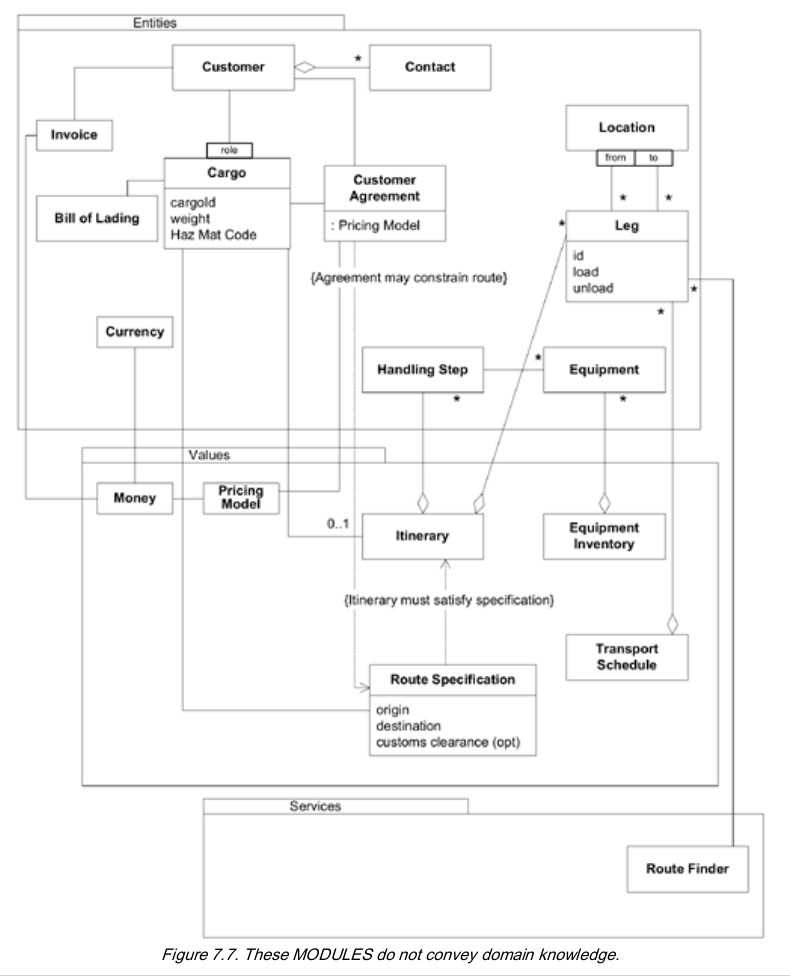 Entities
Customer
*
Contact
Invoice
Location
role
from
to
Cargo
cargoId
weight
Haz Mat Code
Customer
Agreement
: Pricing Model
*
*
Bill of Lading
*
Leg
id
load
unload
{Agreement may constrain route}
*
*
Currency
Handling Step
*
Equipment
*
*
Values
Money
Pricing
Model
0..1
Itinerary
Equipment
Inventory
{Itinerary must satisfy specification}
Transport
Schedule
Route Specification
origin
destination
customs clearance (opt)
Services
Route Finder
Figure 7.7. These MODULES do not convey domain knowledge.